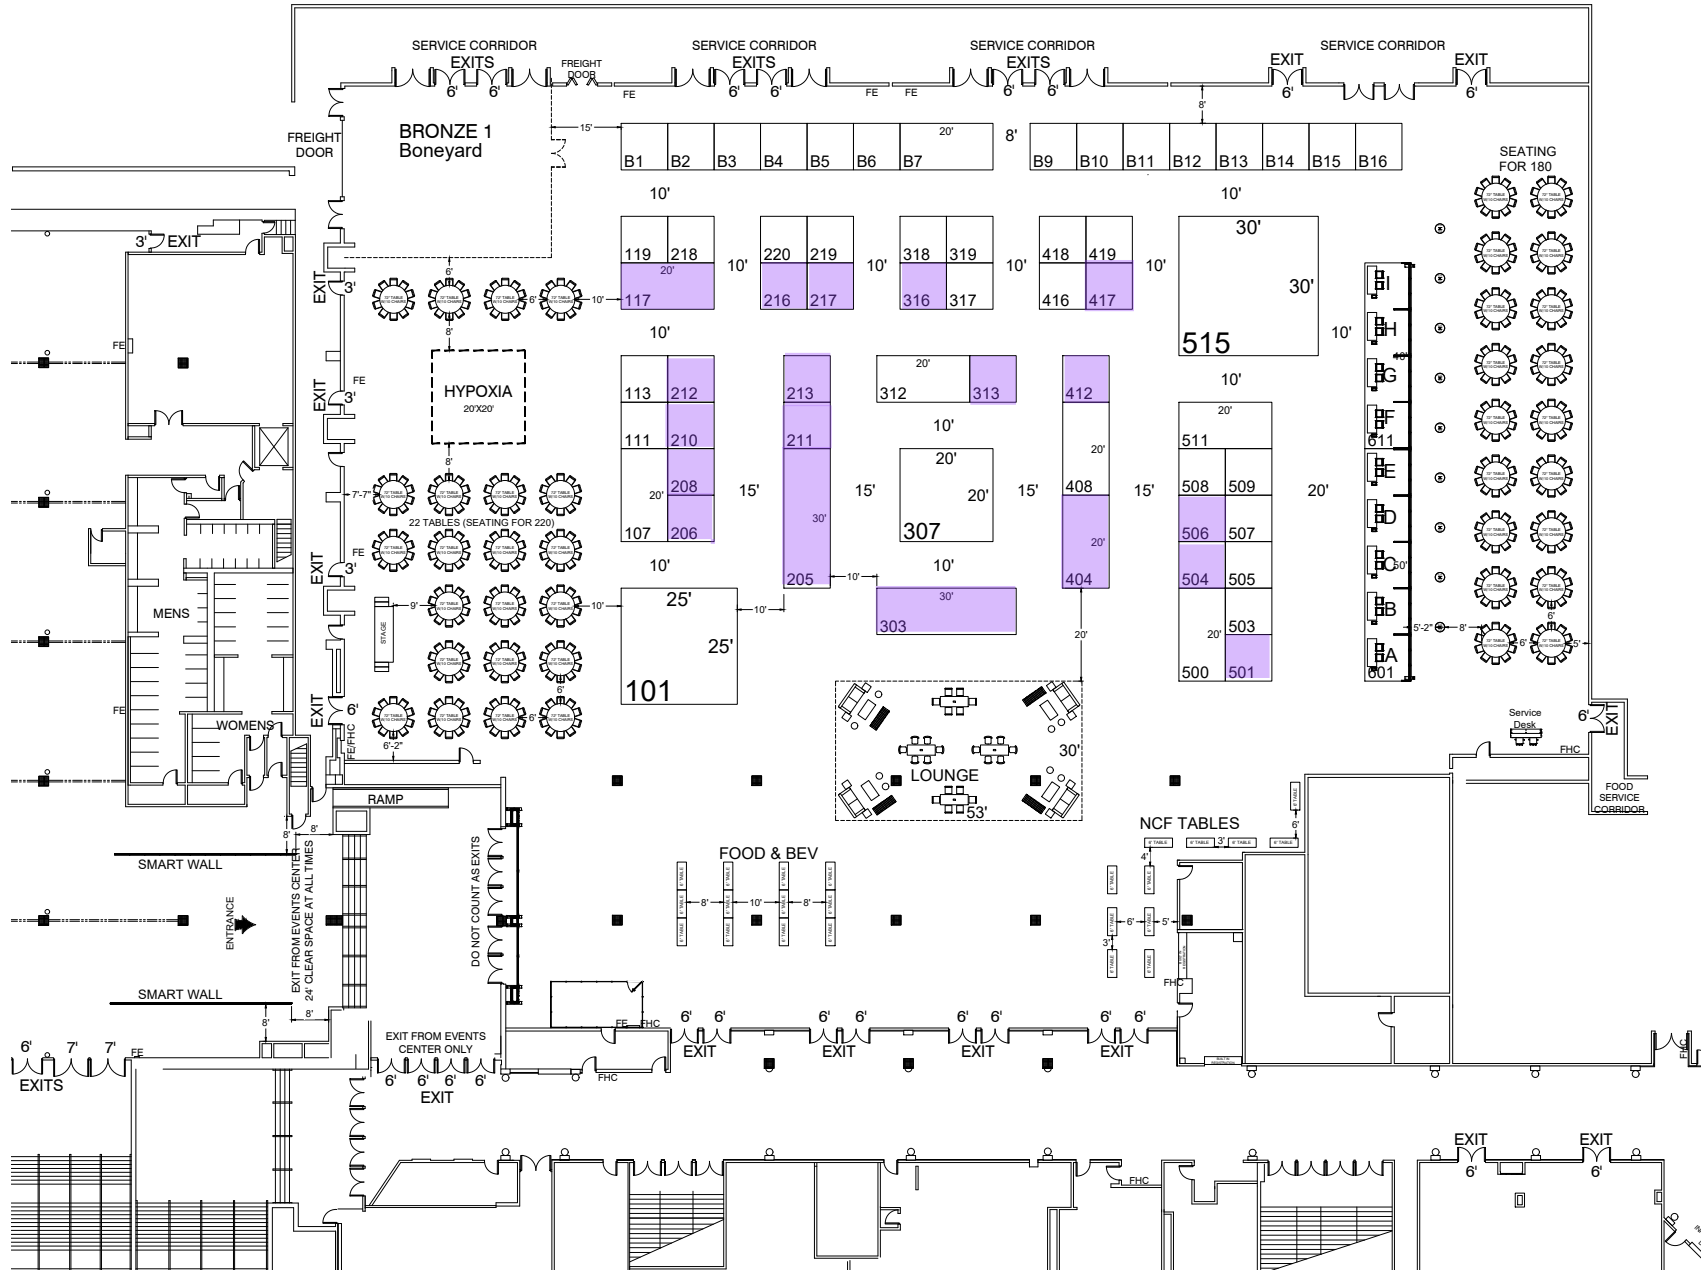 SERVICE CORRIDOR
EXITS
6'
6'
FREIGHT
DOOR
SERVICE CORRIDOR
EXITS
6'
6'
SERVICE CORRIDOR
EXITS
6'
6'
SERVICE CORRIDOR
EXIT
6'
EXIT
6'
FE
FE
FE
8'
FREIGHT
DOOR
BRONZE 1
Boneyard
15'
B1
B2
B3
B4
B5
B6
B7
20'
8'
B9
B10
B11
B12
B13
B14
B15
B16
SEATING
FOR 180
10'
10'
119
218
220
219
318
319
418
419
30'
3'
EXIT
117
20'
10'
216
217
10'
316
317
10'
416
417
10'
30'
515
6'
EXIT
3'
6'
10'
8'
10'
10'
I
H
G
F
611
E
D
C
50'
B
A
601
10'
FE
FE
EXIT
3'
HYPOXIA
20'X20'
8'
113
212
213
312
20'
313
412
10'
111
210
211
10'
20'
511
20'
208
15'
30'
15'
20'
20'
307
15'
408
15'
508
509
20'
107
20'
206
506
507
7'-7"
22 TABLES (SEATING FOR 220)
FE
EXIT
3'
10'
205
10'
10'
404
20'
504
505
MENS
STAGE
9'
10'
25'
25'
101
10'
303
30'
20'
503
500
20'
501
5'-2"
8'
6'
6'
5'
FE
WOMENS
EXIT
6'
FE/FHC
6'
6'
6'-2"
LOUNGE
30'
53'
Service
Desk
6'
EXIT
FHC
FOOD
SERVICE
CORRIDOR
RAMP
8'
8'
SMART WALL
EXIT FROM EVENTS CENTER
24' CLEAR SPACE AT ALL TIMES
ENTRANCE
DO NOT COUNT AS EXITS
SMART WALL
8'
8'
FOOD & BEV
8'
10'
8'
NCF TABLES
4'
3'
6'
6'
5'
3'
FHC
6'
7'
7'
FE
EXITS
EXIT FROM EVENTS
CENTER ONLY
6'
6'
6'
6'
EXIT
FE
FHC
FHC
6'
6'
EXIT
6'
6'
EXIT
6'
6'
EXIT
6'
6'
EXIT
FHC
FHC
EXIT
6'
EXIT
6'